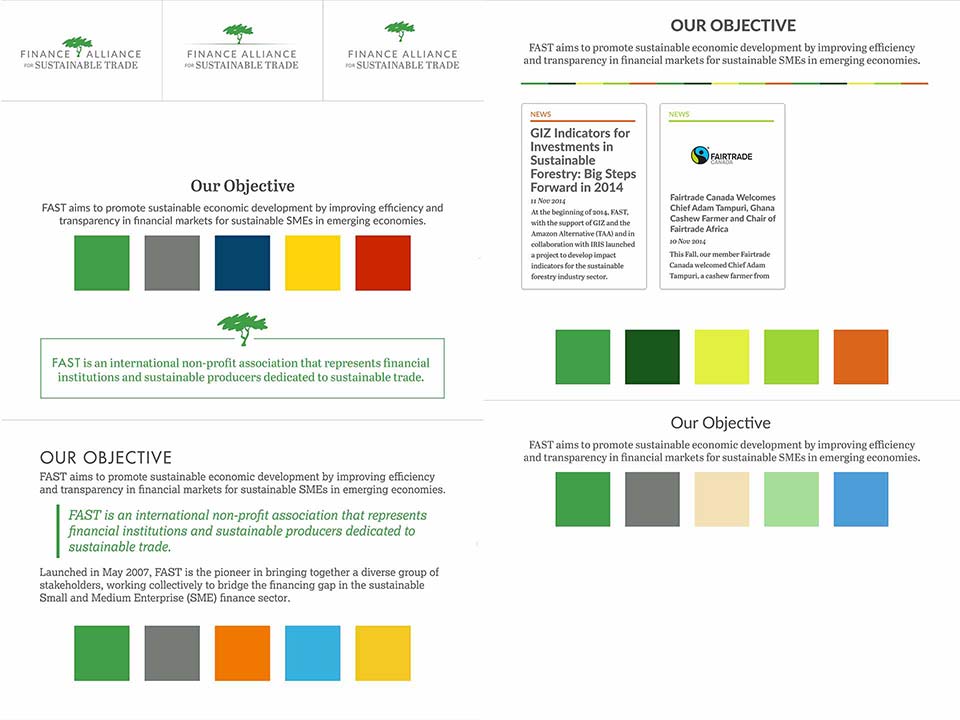 FINANCE ALLIANCE
FOR SUSTAINABLE TRADE
FINANCE ALLIANCE
FOR SUSTAINABLE TRADE
FINANCE ALLIANCE
FOR SUSTAINABLE TRADE
Our Objective
FAST aims to promote sustainable economic development by improving efficiency and
transparency in financial markets for sustainable SMEs in emerging economies.
FAST is an international non-profit association that represents financial
institutions and sustainable producers dedicated to sustainable trade.
OUR OBJECTIVE
FAST aims to promote sustainable economic development by improving efficiency
and transparency in financial markets for sustainable SMEs in emerging economies.
FAST is an international non-profit association that represents
financial institutions and sustainable producers dedicated to
sustainable trade.
Launched in May 2007, FAST is the pioneer in bringing together a diverse group of
stakeholders, working collectively to bridge the financing gap in the sustainable
Small and Medium Enterprise (SME) finance sector.
OUR OBJECTIVE
FAST aims to promote sustainable economic development by improving efficiency
and transparency in financial markets for sustainable SMEs in emerging economies.
NEWS
GIZ Indicators for
Investments in
Sustainable
Forestry: Big Steps
Forward in 2014
11 Nov 2014
At the beginning of 2014, FAST,
with the support of GIZ and the
Amazon Alternative (TAA) and in
collaboration with IRIS launched
a project to develop impact
indicators for the sustainable
forestry industry sector.
NEWS
FAIRTRADE
CANADA
Fairtrade Canada Welcomes
Chief Adam Tampuri, Ghana
Cashew Farmer and Chair of
Fairtrade Africa
10 Nov 2014
This Fall, our member Fairtrade
Canada welcomed Chief Adam
Tampuri, a cashew farmer from
Our Objective
FAST aims to promote sustainable economic development by improving efficiency
and transparency in financial markets for sustainable SMEs in emerging economies.